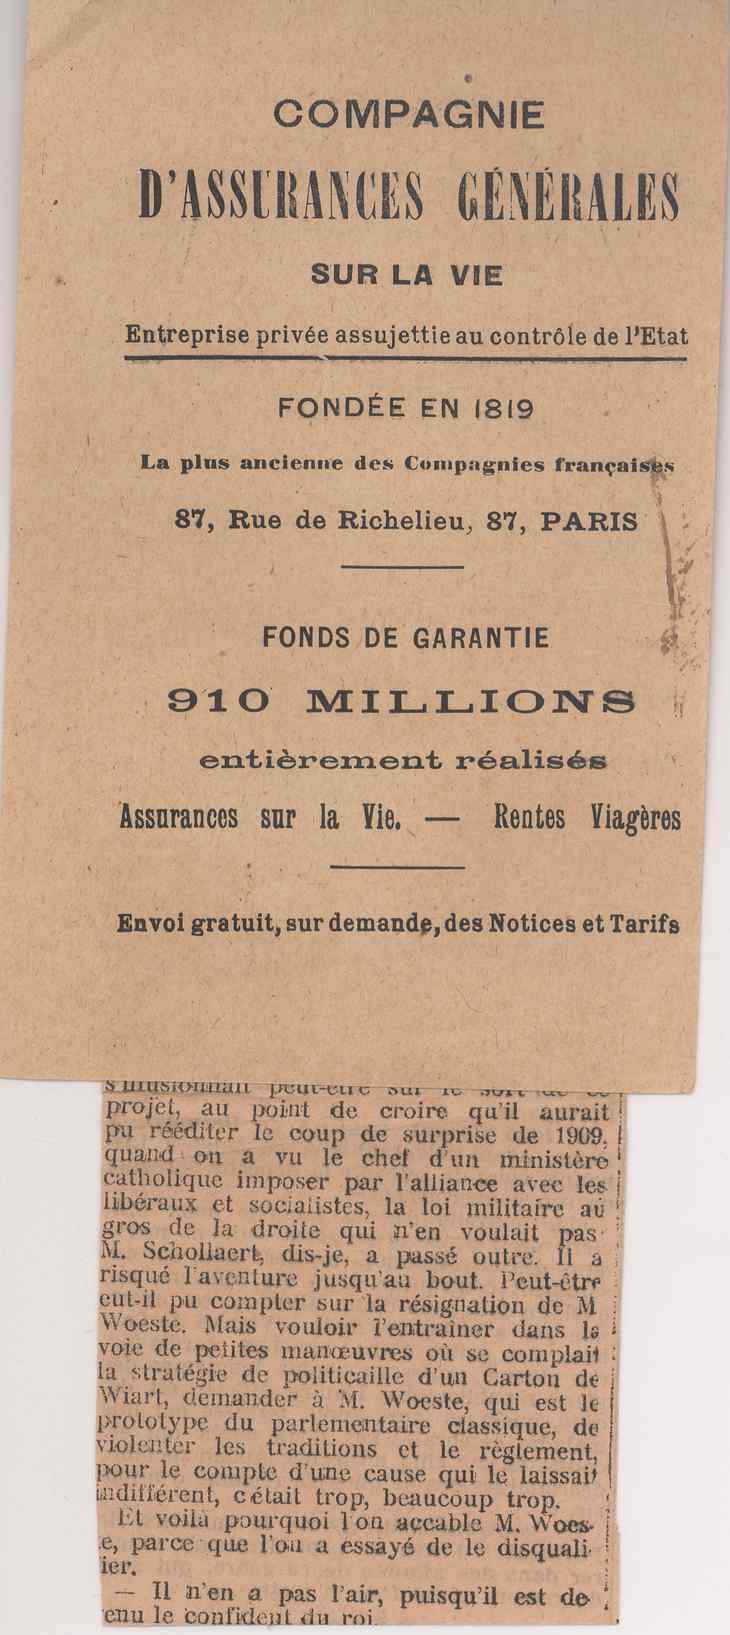 COMPAGNIE
D'ASSURANCES GÉNÉRALES
SUR LA VIE
Entreprise privée assujettie au contrôle de l'Etat
FONDÉE EN 1819
La plus ancienne des Compagnies françaises
87, Rue de Richelieu, 87, PARIS
FONDS DE GARANTIE
910 MILLIONS
entièrement réalisés
Assurances sur la Vie. — Rentes Viagères
Envoi gratuit, sur demande, des Notices et Tarifs
s'illusionnait peut-être sur le sort de ce
projet, au point de croire qu'il aurait
pu rééditer le coup de surprise de 1909,
quand on a vu le chef d'un ministère
catholique imposer par l'alliance avec les
libéraux et socialistes, la loi militaire au
gros de la droite qui n'en voulait pas
M. Schollaert, dis-je, a passé outre. Il a
risqué l'aventure jusqu'au bout. Peut-être
eut-il pu compter sur la résignation de M
Woeste. Mais vouloir l'entraîner dans la
voie de petites manœuvres où se complait
la stratégie de politicaille d'un Carton de
Wiart, demander à M. Woeste, qui est le
prototype du parlementaire classique, de
violenter les traditions et le règlement,
pour le compte d'une cause qui le laissait
indifférent, c'était trop, beaucoup trop.
Et voilà pourquoi l'on accable M. Woes-
e, parce que l'on a essayé de le disquali-
ier.
— Il n'en a pas l'air, puisqu'il est de-
enu le confident du roi.